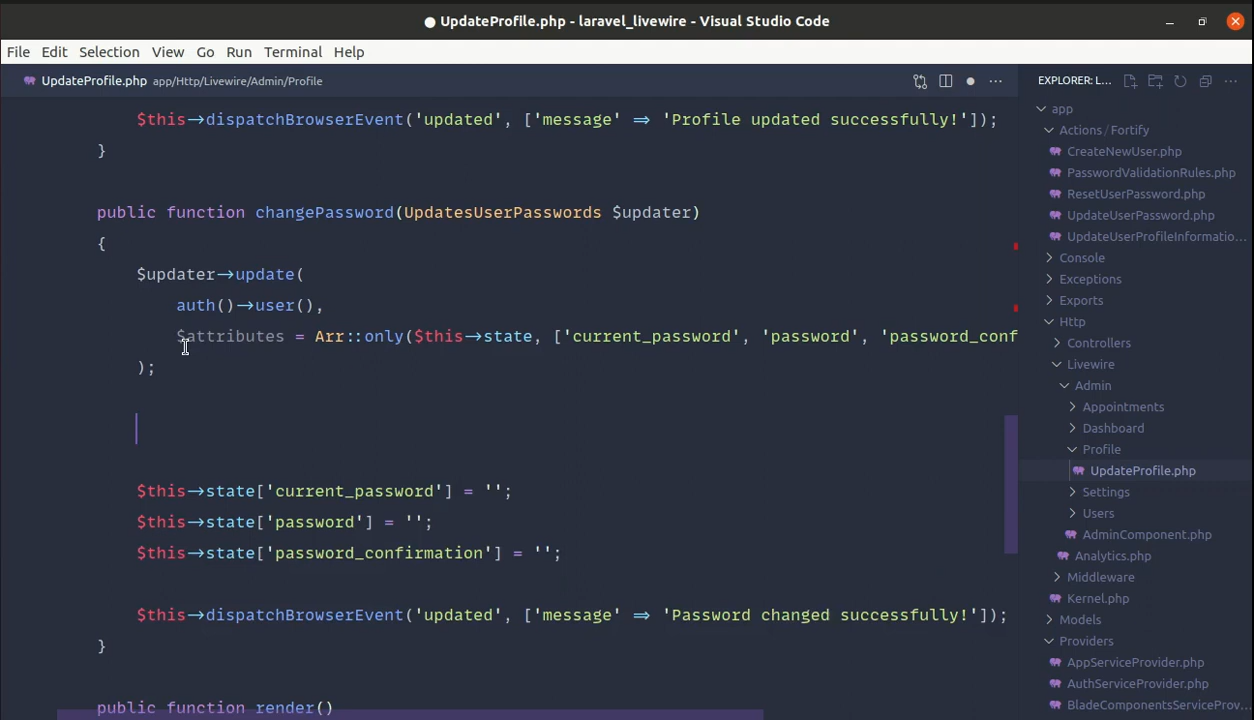 UpdateProfile.php - laravel_livewire - Visual Studio Code
File Edit Selection View Go Run Terminal Help
UpdateProfile.php app/Http/Livewire/Admin/Profile
$this->dispatchBrowserEvent('updated', ['message' => 'Profile updated successfully!']);
}
public function changePassword(UpdatesUserPasswords $updater)
{
$updater->update(
auth()->user(),
$attributes = Arr::only($this->state, ['current_password', 'password', 'password_conf
);
$this->state['current_password'] = '';
$this->state['password'] = '';
$this->state['password_confirmation'] = '';
$this->dispatchBrowserEvent('updated', ['message' => 'Password changed successfully!']);
}
public function render()
EXPLORER: L...
app
Actions / Fortify
CreateNewUser.php
PasswordValidationRules.php
ResetUserPassword.php
UpdateUserPassword.php
UpdateUserProfileInformatio...
Console
Exceptions
Exports
Http
Controllers
Livewire
Admin
Appointments
Dashboard
Profile
UpdateProfile.php
Settings
Users
AdminComponent.php
Analytics.php
Middleware
Kernel.php
Models
Providers
AppServiceProvider.php
AuthServiceProvider.php
BladeComponentsServiceProv...